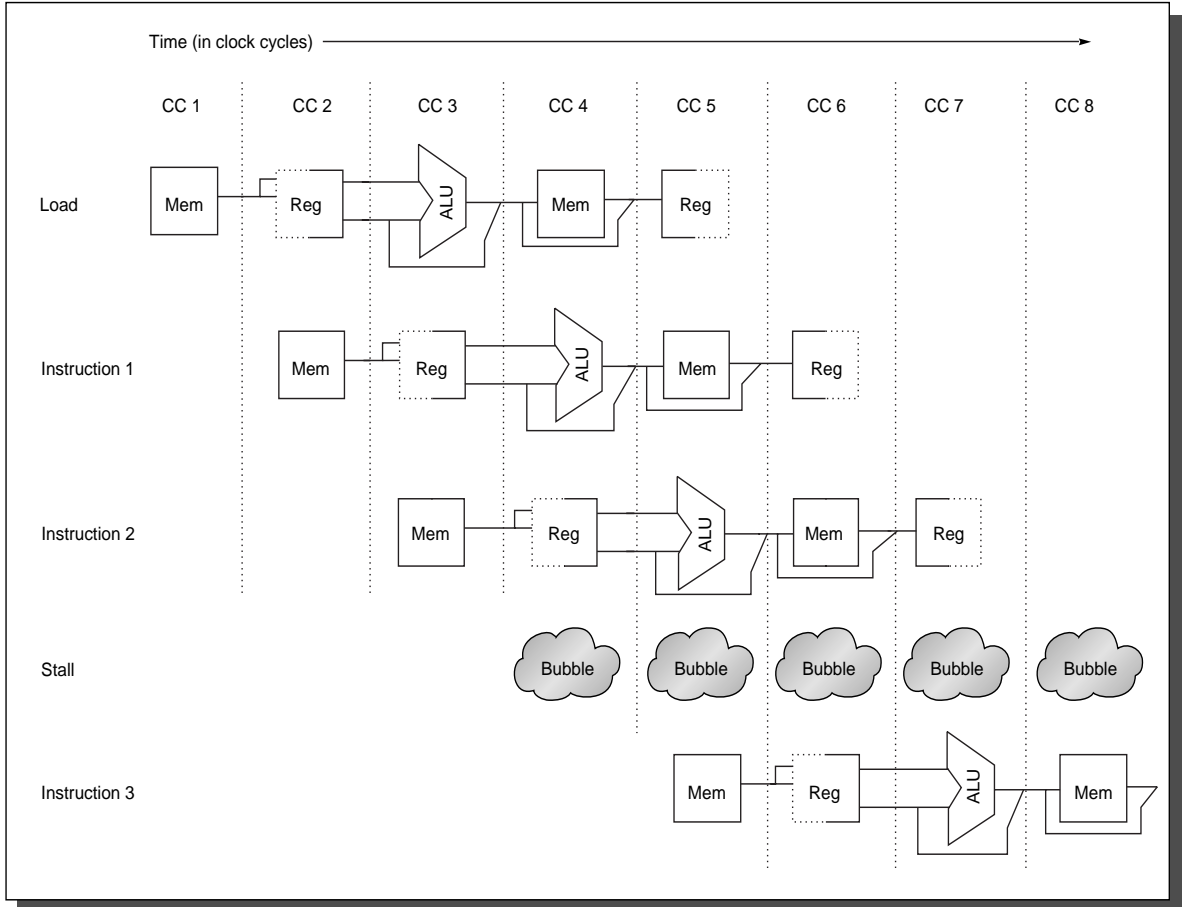 Time (in clock cycles)
CC 1 CC 2 CC 3 CC 4 CC 5 CC 6 CC 7 CC 8
Load Mem Reg ALU Mem Reg
Instruction 1 Mem Reg ALU Mem Reg
Instruction 2 Mem Reg ALU Mem Reg
Stall Bubble Bubble Bubble Bubble Bubble
Instruction 3 Mem Reg ALU Mem